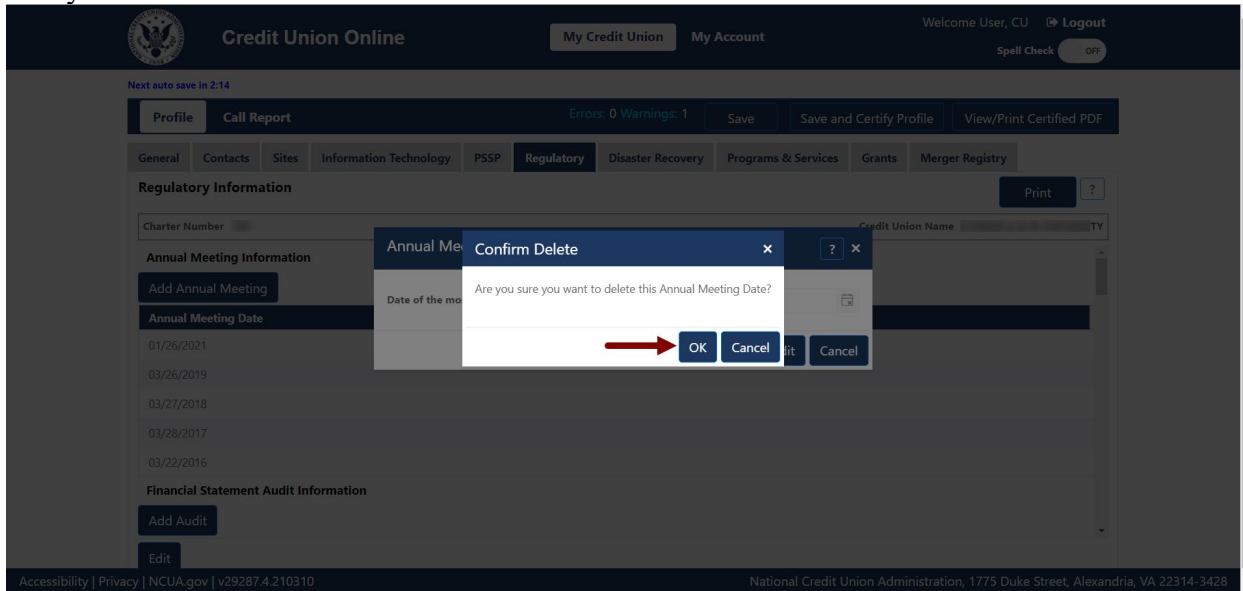 Credit Union Online
My Credit Union My Account
Welcome User, CU Logout
Spell Check OFF
Next auto save in 2:14
Profile Call Report Errors: 0 Warnings: 1 Save Save and Certify Profile View/Print Certified PDF
General Contacts Sites Information Technology PSSP Regulatory Disaster Recovery Programs & Services Grants Merger Registry
Regulatory Information Print ?
Charter Number Credit Union Name TY
Annual Meeting Information
Add Annual Meeting
Annual Meeting Date
01/26/2021
03/26/2019
03/27/2018
03/28/2017
03/22/2016
Financial Statement Audit Information
Add Audit
Edit
Annual Me ? ×
Date of the mo
dit Cancel
Confirm Delete ×
Are you sure you want to delete this Annual Meeting Date?
OK Cancel
Accessibility | Privacy | NCUA.gov | v29287.4.210310 National Credit Union Administration, 1775 Duke Street, Alexandria, VA 22314-3428